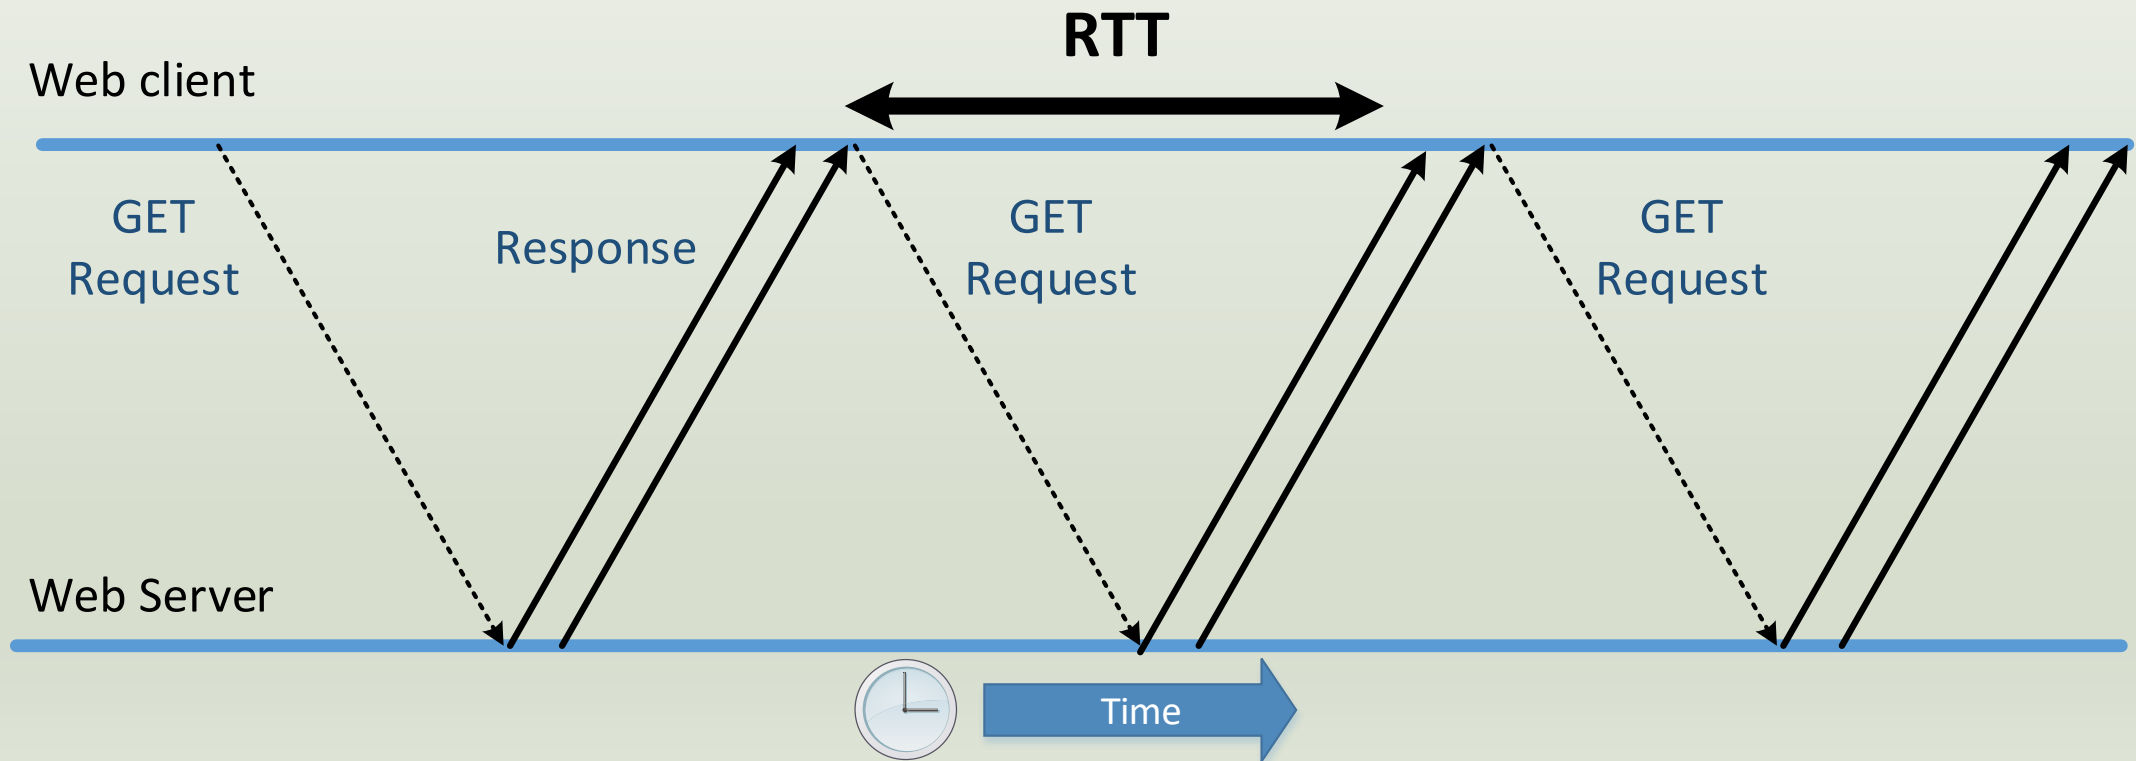 RTT
Web client
GET
Request
Response
GET
Request
GET
Request
Web Server
Time